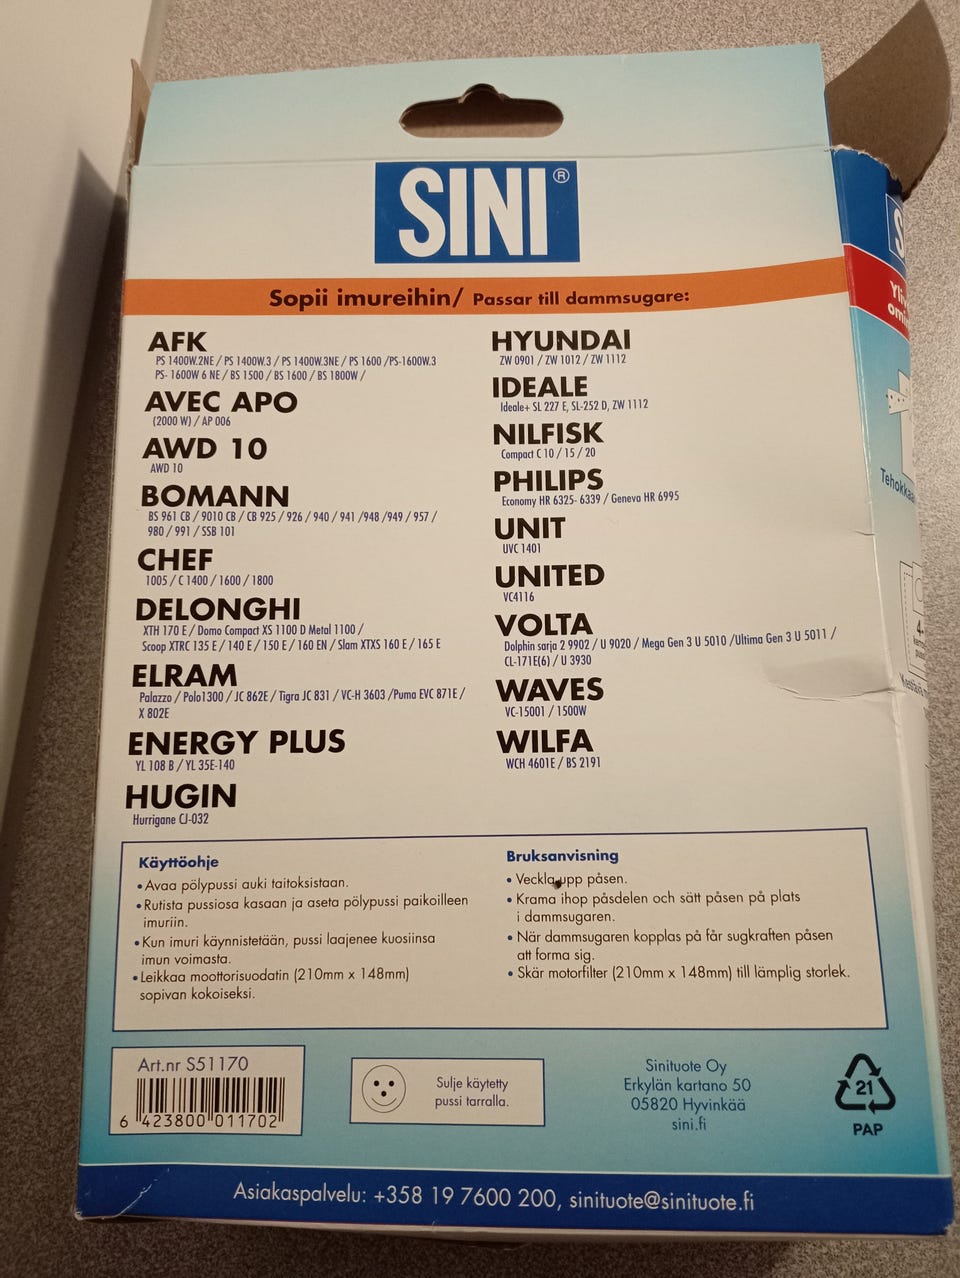 SINI®
Sopii imureihin/ Passar till dammsugare:
AFK
PS 1400W.2NE / PS 1400W.3 / PS 1400W.3NE / PS 1600 /PS-1600W.3
PS- 1600W 6 NE / BS 1500 / BS 1600 / BS 1800W /
AVEC APO
(2000 W) / AP 006
AWD 10
AWD 10
BOMANN
BS 961 CB / 9010 CB / CB 925 / 926 / 940 / 941 /948 /949 / 957 /
980 / 991 / SSB 101
CHEF
1005 / C 1400 / 1600 / 1800
DELONGHI
XTH 170 E / Domo Compact XS 1100 D Metal 1100 /
Scoop XTRC 135 E / 140 E / 150 E / 160 EN / Slam XTXS 160 E / 165 E
ELRAM
Palazzo / Polo1300 / JC 862E / Tigra JC 831 / VC-H 3603 /Puma EVC 871E /
X 802E
ENERGY PLUS
YL 108 B / YL 35E-140
HUGIN
Hurrigane CJ-032
HYUNDAI
ZW 0901 / ZW 1012 / ZW 1112
IDEALE
Ideale+ SL 227 E, SL-252 D, ZW 1112
NILFISK
Compact C 10 / 15 / 20
PHILIPS
Economy HR 6325- 6339 / Geneva HR 6995
UNIT
UVC 1401
UNITED
VC4116
VOLTA
Dolphin sarja 2 9902 / U 9020 / Mega Gen 3 U 5010 /Ultima Gen 3 U 5011 /
CL-171E(6) / U 3930
WAVES
VC-15001 / 1500W
WILFA
WCH 4601E / BS 2191
Käyttöohje
• Avaa pölypussi auki taitoksistaan.
• Rutista pussiosa kasaan ja aseta pölypussi paikoilleen
imuriin.
• Kun imuri käynnistetään, pussi laajenee kuosiinsa
imun voimasta.
• Leikkaa moottorisuodatin (210mm x 148mm)
sopivan kokoiseksi.
Bruksanvisning
• Veckla upp påsen.
• Krama ihop påsdelen och sätt påsen på plats
i dammsugaren.
• När dammsugaren kopplas på får sugkraften påsen
att forma sig.
• Skär motorfilter (210mm x 148mm) till lämplig storlek.
Art.nr S51170
6 423800 011702
Sulje käytetty
pussi tarralla.
Sinituote Oy
Erkylän kartano 50
05820 Hyvinkää
sini.fi
21
PAP
Asiakaspalvelu: +358 19 7600 200, sinituote@sinituote.fi